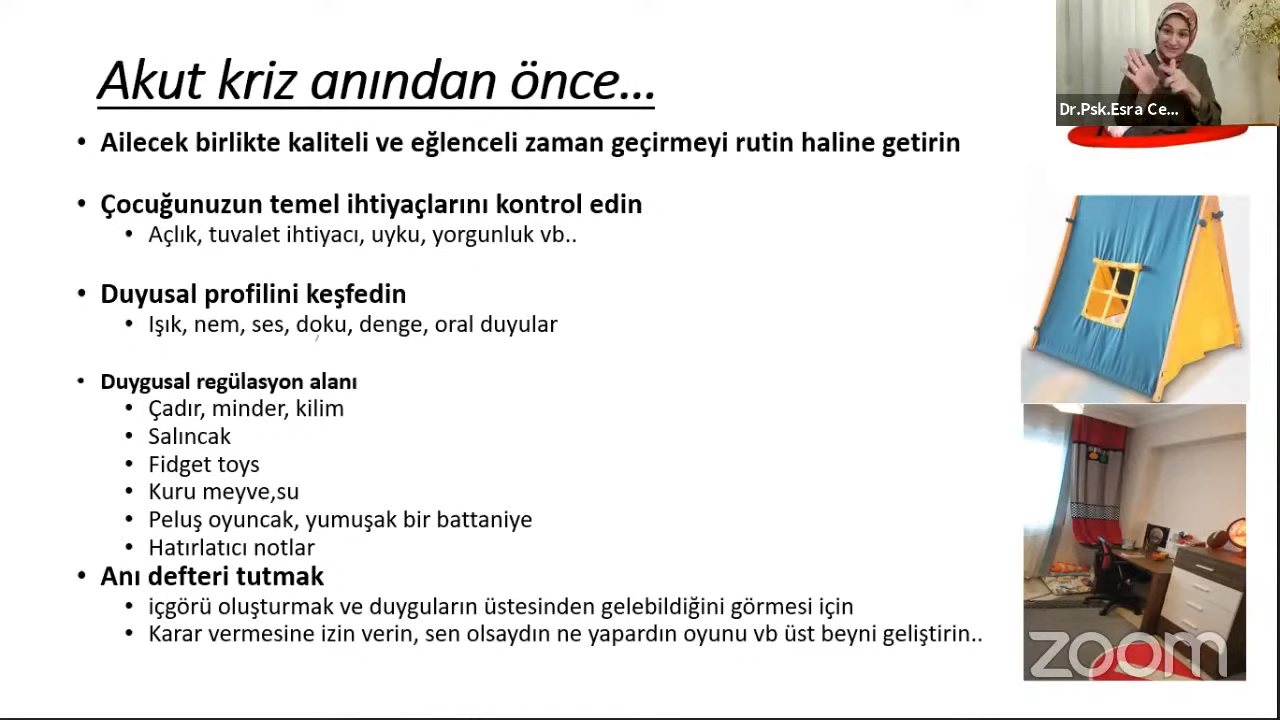 Akut kriz anından önce...
Dr.Psk.Esra Ce...
• Ailecek birlikte kaliteli ve eğlenceli zaman geçirmeyi rutin haline getirin
• Çocuğunuzun temel ihtiyaçlarını kontrol edin
• Açlık, tuvalet ihtiyacı, uyku, yorgunluk vb..
• Duyusal profilini keşfedin
• Işık, nem, ses, doku, denge, oral duyular
• Duygusal regülasyon alanı
• Çadır, minder, kilim
• Salıncak
• Fidget toys
• Kuru meyve,su
• Peluş oyuncak, yumuşak bir battaniye
• Hatırlatıcı notlar
• Anı defteri tutmak
• içgörü oluşturmak ve duyguların üstesinden gelebildiğini görmesi için
• Karar vermesine izin verin, sen olsaydın ne yapardın oyunu vb üst beyni geliştirin..
zoom